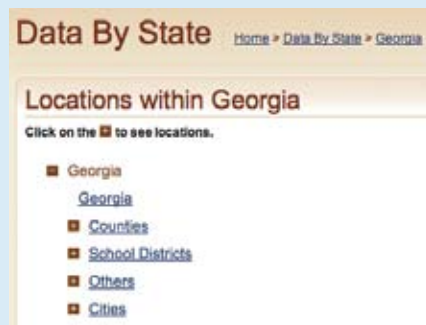 Data By State Home > Data By State > Georgia
Locations within Georgia
Click on the + to see locations.
Georgia
Georgia
Counties
School Districts
Others
Cities